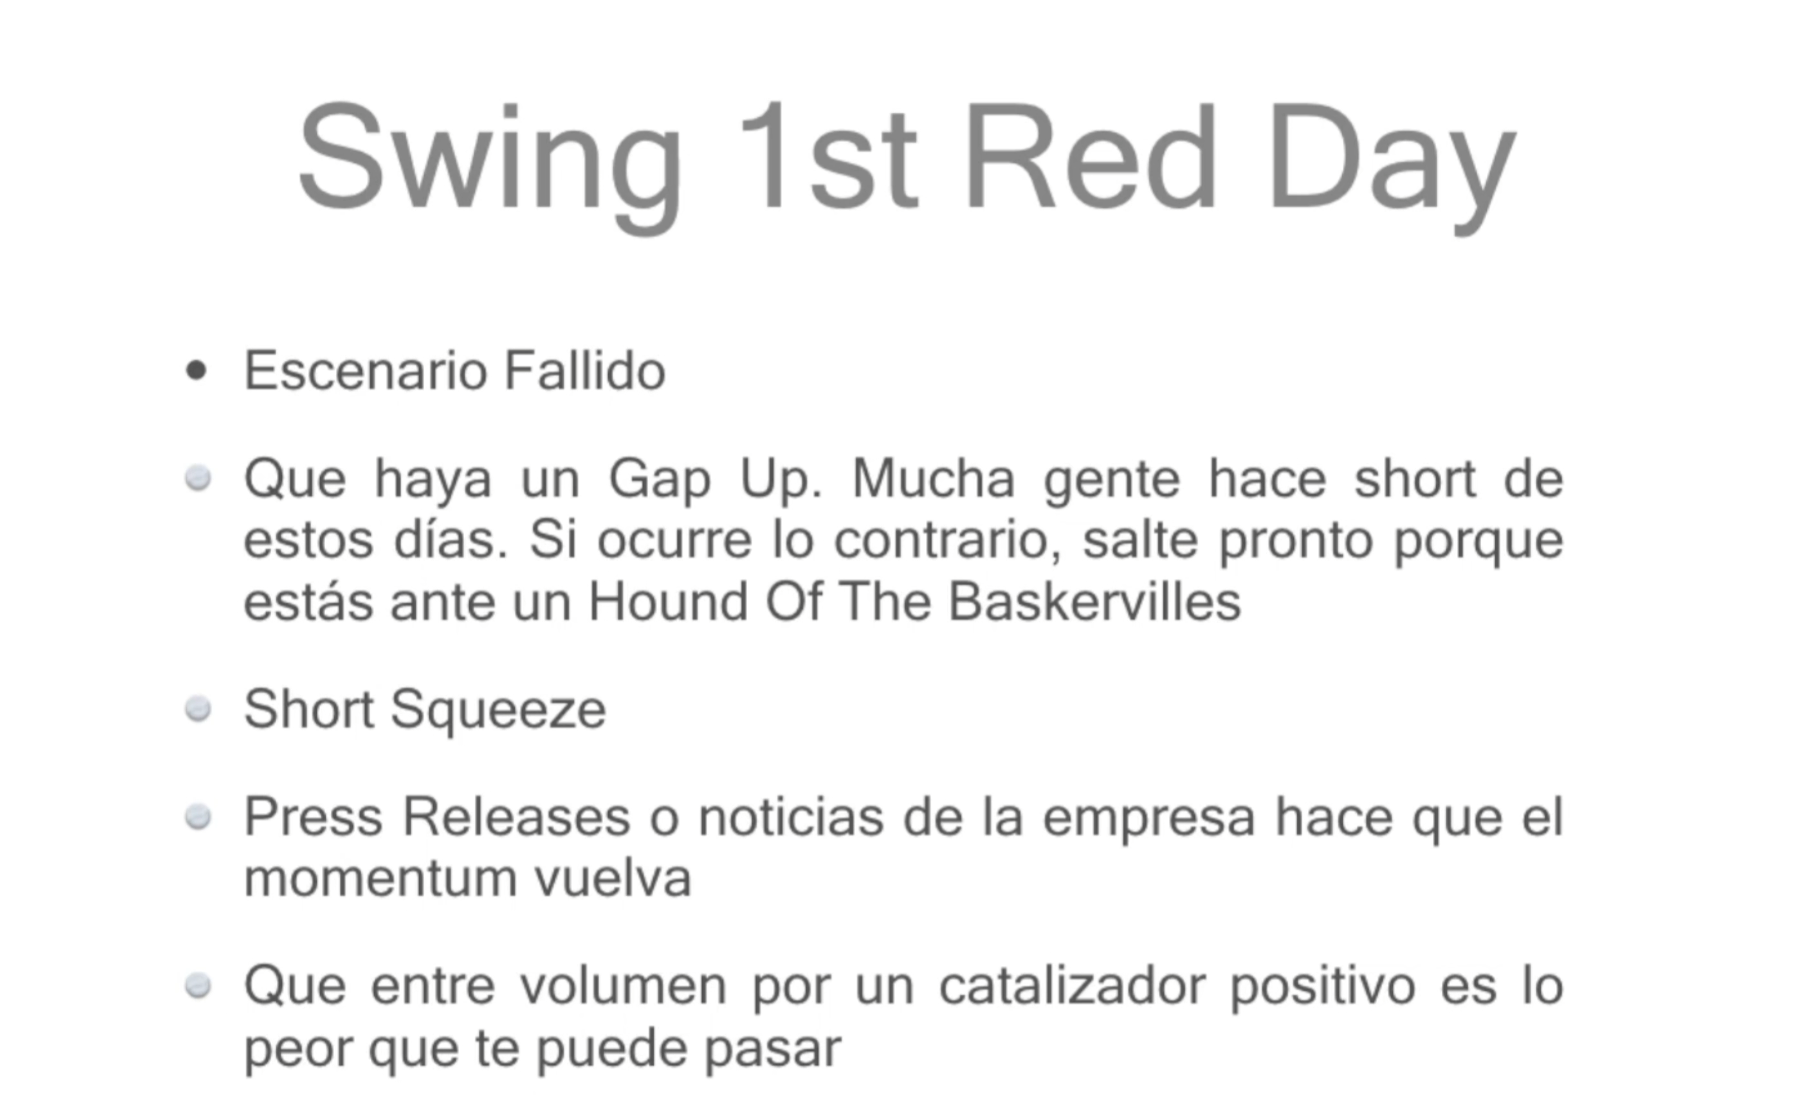 Swing 1st Red Day
• Escenario Fallido
Que haya un Gap Up. Mucha gente hace short de
estos días. Si ocurre lo contrario, salte pronto porque
estás ante un Hound Of The Baskervilles
Short Squeeze
Press Releases o noticias de la empresa hace que el
momentum vuelva
Que entre volumen por un catalizador positivo es lo
peor que te puede pasar